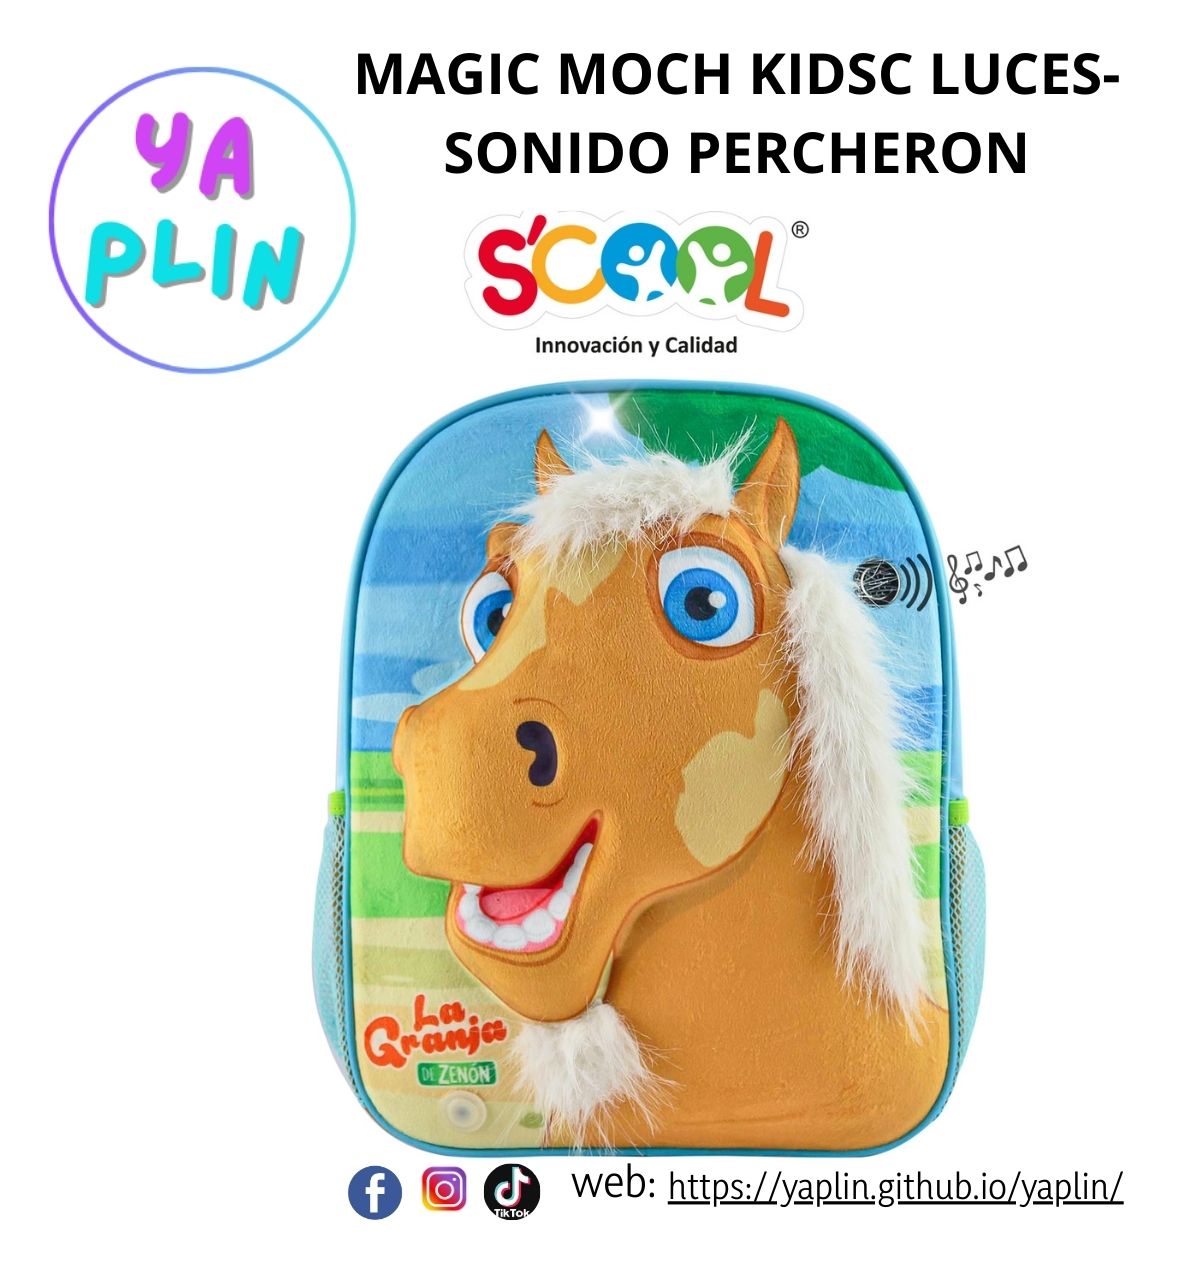 YA
PLIN
MAGIC MOCH KIDSC LUCES-
SONIDO PERCHERON
S'COOL®
Innovación y Calidad
La
Granja
DE ZENÓN
TikTok
web: https://yaplin.github.io/yaplin/